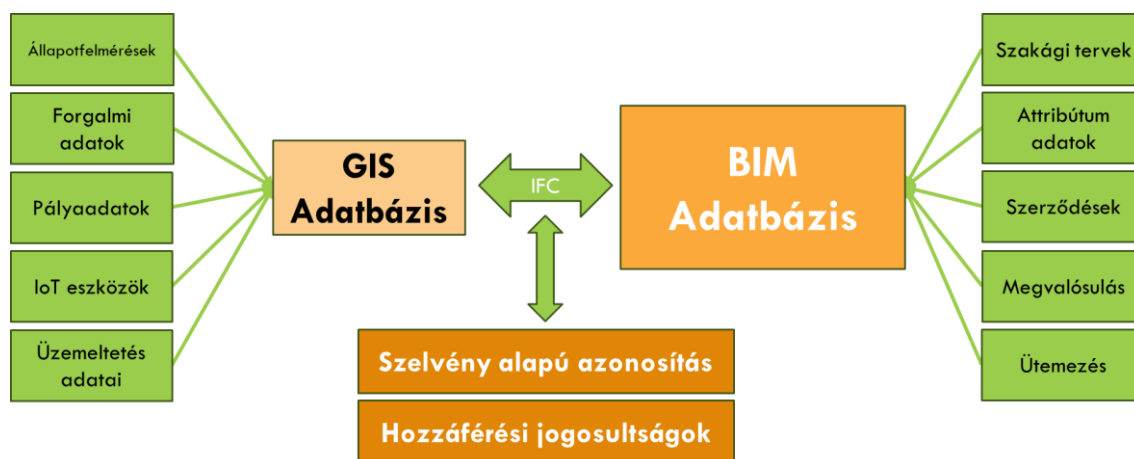 Állapotfelmérések
Forgalmi
adatok
Pályaadatok
IoT eszközök
Üzemeltetés
adatai
GIS
Adatbázis
IFC
BIM
Adatbázis
Szelvény alapú azonosítás
Hozzáférési jogosultságok
Szakági tervek
Attribútum
adatok
Szerződések
Megvalósulás
Ütemezés